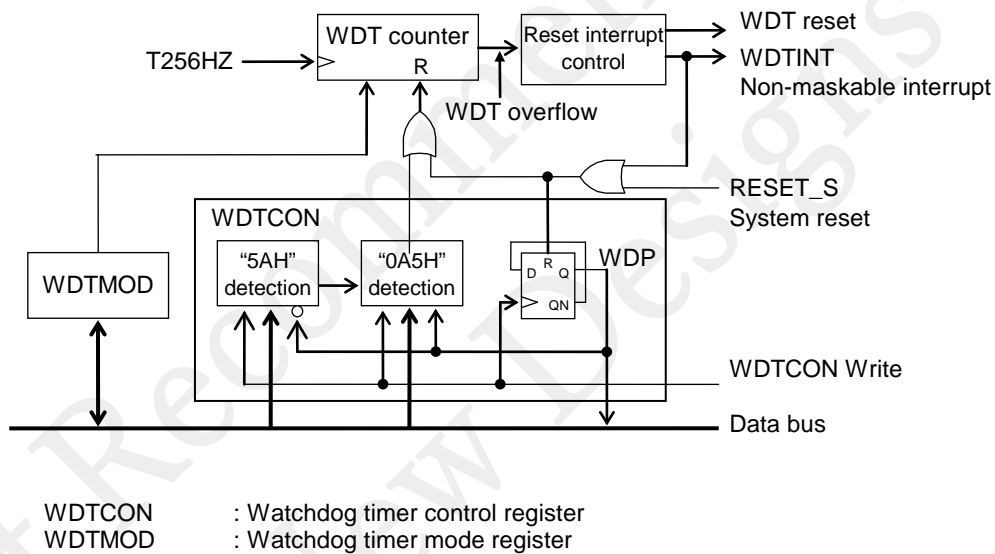 WDT counter
R
T256HZ
Reset interrupt
control
WDT reset
WDTINT
Non-maskable interrupt
WDT overflow
RESET_S
System reset
WDTCON
"5AH"
detection
"0A5H"
detection
WDP
R
D
Q
QN
WDTMOD
WDTCON Write
Data bus
WDTCON : Watchdog timer control register
WDTMOD : Watchdog timer mode register